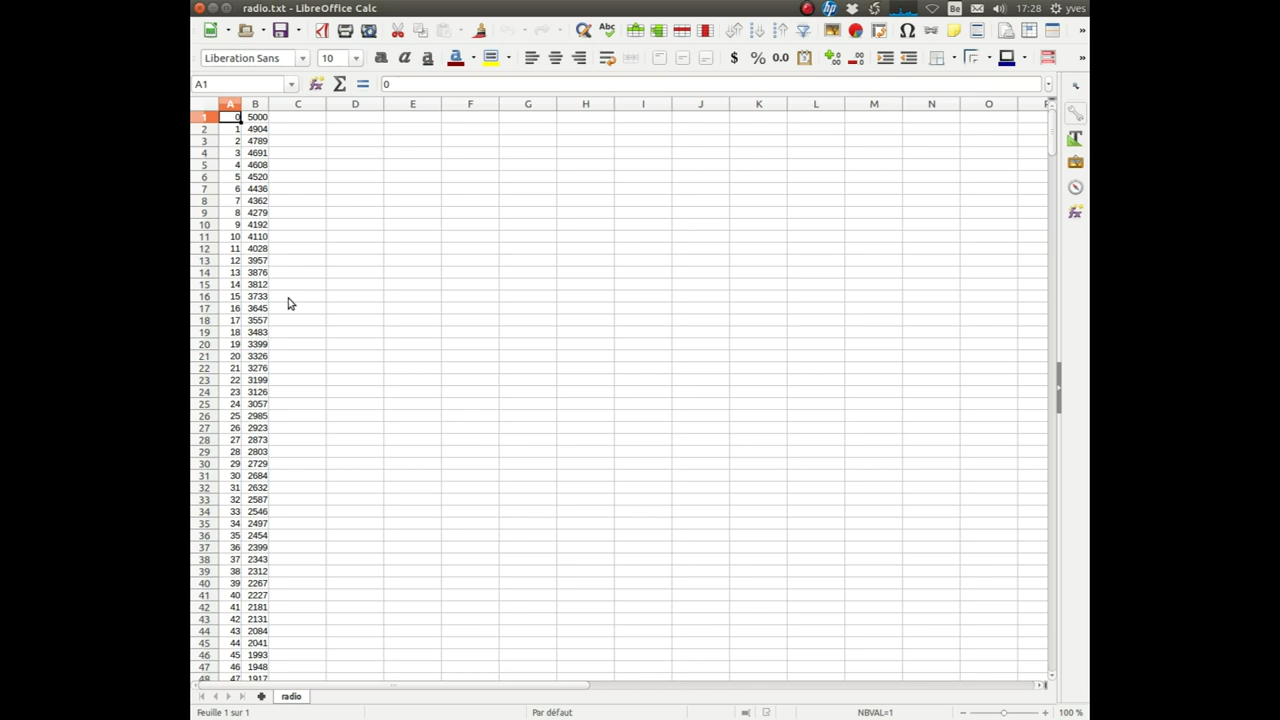 radio.txt - LibreOffice Calc Be 17:28 yves
Liberation Sans 10
A1 0
A B C D E F G H I J K L M N O
1 0 5000
2 1 4904
3 2 4789
4 3 4691
5 4 4608
6 5 4520
7 6 4436
8 7 4362
9 8 4279
10 9 4192
11 10 4110
12 11 4028
13 12 3957
14 13 3876
15 14 3812
16 15 3733
17 16 3645
18 17 3557
19 18 3483
20 19 3399
21 20 3326
22 21 3276
23 22 3199
24 23 3126
25 24 3057
26 25 2985
27 26 2923
28 27 2873
29 28 2803
30 29 2729
31 30 2684
32 31 2632
33 32 2587
34 33 2546
35 34 2497
36 35 2454
37 36 2399
38 37 2343
39 38 2312
40 39 2267
41 40 2227
42 41 2181
43 42 2131
44 43 2084
45 44 2041
46 45 1993
47 46 1948
48 47 1917
radio
Feuille 1 sur 1 Par défaut NBVAL=1 100 %